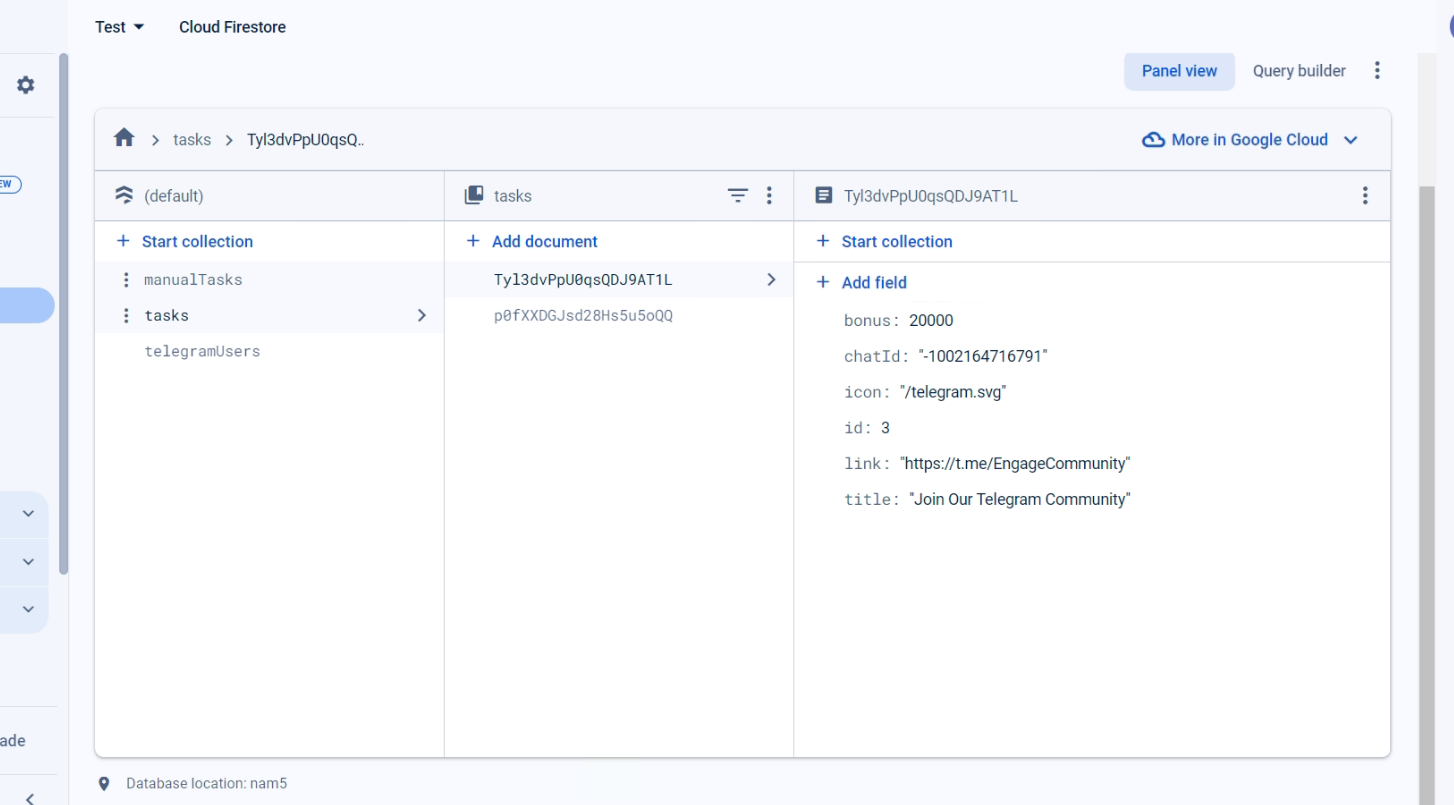 Test
Cloud Firestore
Panel view
Query builder
EW
tasks
Tyl3dvPpU0qsQ..
More in Google Cloud
(default)
tasks
Tyl3dvPpU0qsQDJ9AT1L
+ Start collection
+ Add document
+ Start collection
manualTasks
tasks
telegramUsers
Tyl3dvPpU0qsQDJ9AT1L
p0fXXDGJsd28Hs5u5oQQ
+ Add field
bonus: 20000
chatId: "-1002164716791"
icon: "/telegram.svg"
id: 3
link: "https://t.me/EngageCommunity"
title: "Join Our Telegram Community"
ade
Database location: nam5